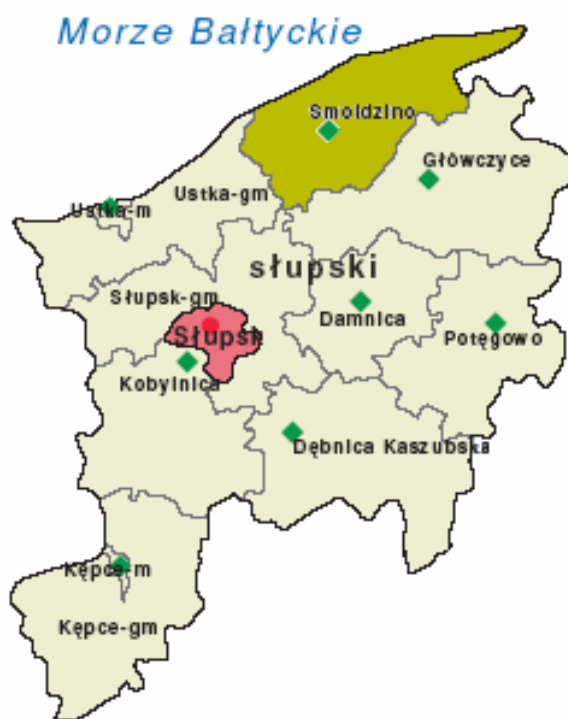 Morze Bałtyckie
Smołdzino
Główczyce
Ustka-gm
Ustka-m
słupski
Słupsk-gm
Damnica
Słupsk
Potęgowo
Kobylnica
Dębnica Kaszubska
Kępce-m
Kępce-gm